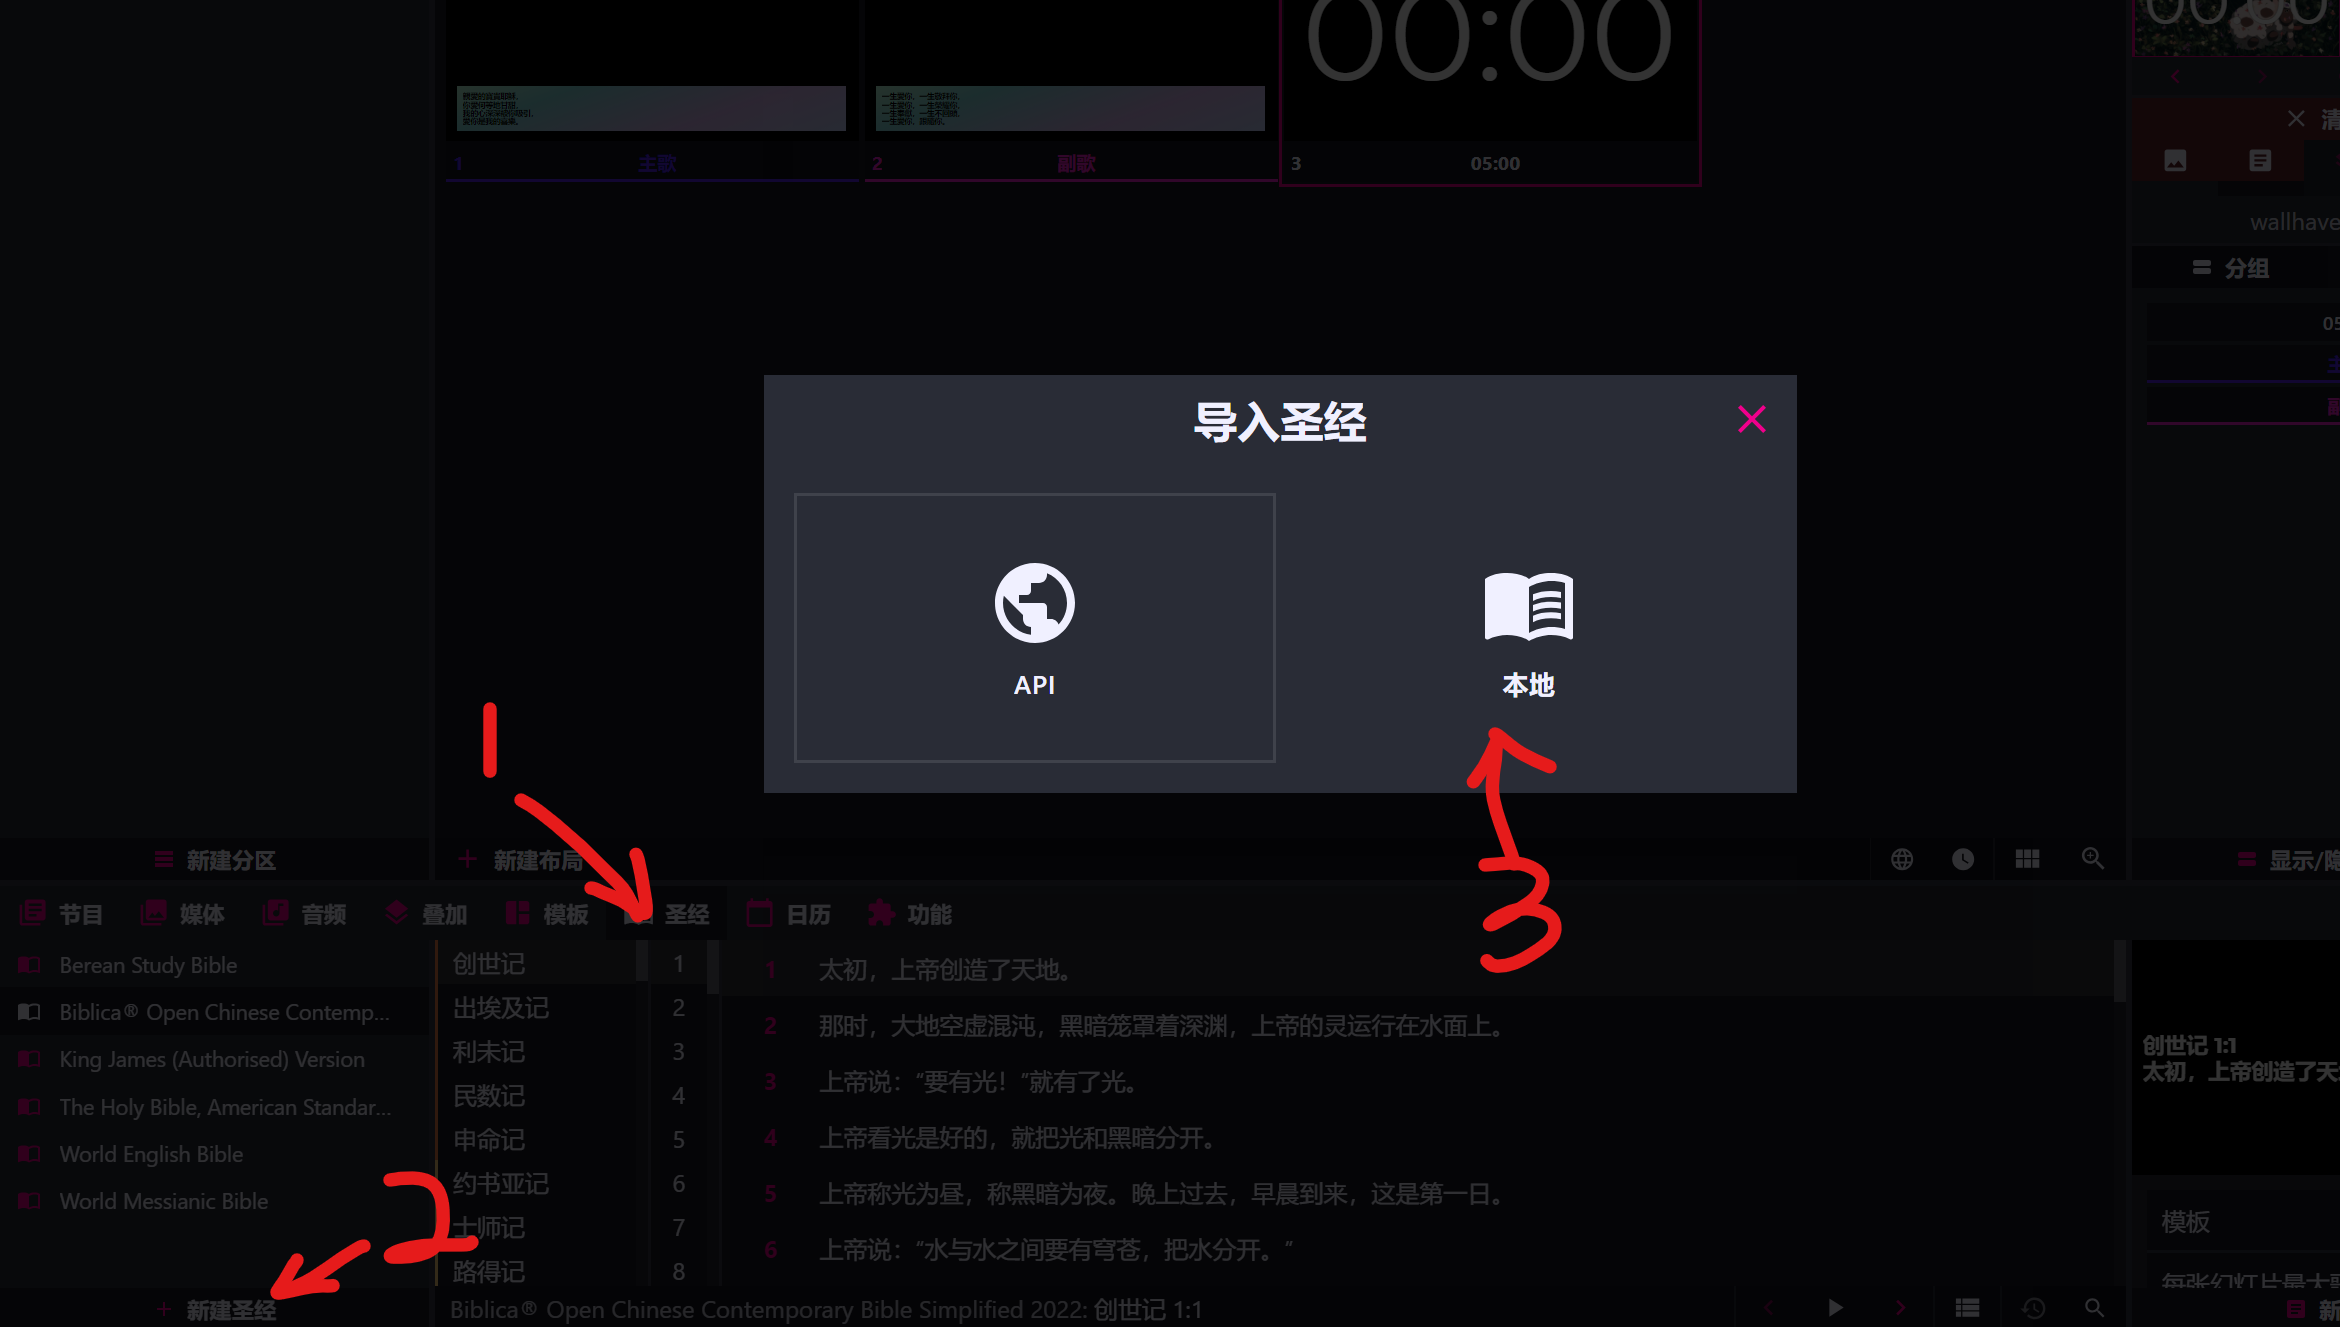 00:00
1 主歌
2 副歌
3 05:00
清
wallhave
分组
05
主
副
导入圣经
API
本地
1
3
新建分区
新建布局
显示/隐
节目
媒体
音频
叠加
模板
圣经
日历
功能
Berean Study Bible
Biblica® Open Chinese Contemp...
King James (Authorised) Version
The Holy Bible, American Standar...
World English Bible
World Messianic Bible
2
新建圣经
创世记
出埃及记
利未记
民数记
申命记
约书亚记
士师记
路得记
1
2
3
4
5
6
7
8
1 太初，上帝创造了天地。
2 那时，大地空虚混沌，黑暗笼罩着深渊，上帝的灵运行在水面上。
3 上帝说：“要有光！”就有了光。
4 上帝看光是好的，就把光和黑暗分开。
5 上帝称光为昼，称黑暗为夜。晚上过去，早晨到来，这是第一日。
6 上帝说：“水与水之间要有穹苍，把水分开。”
Biblica® Open Chinese Contemporary Bible Simplified 2022: 创世记 1:1
创世记 1:1
太初，上帝创造了天
模板
每张幻灯片最大
新